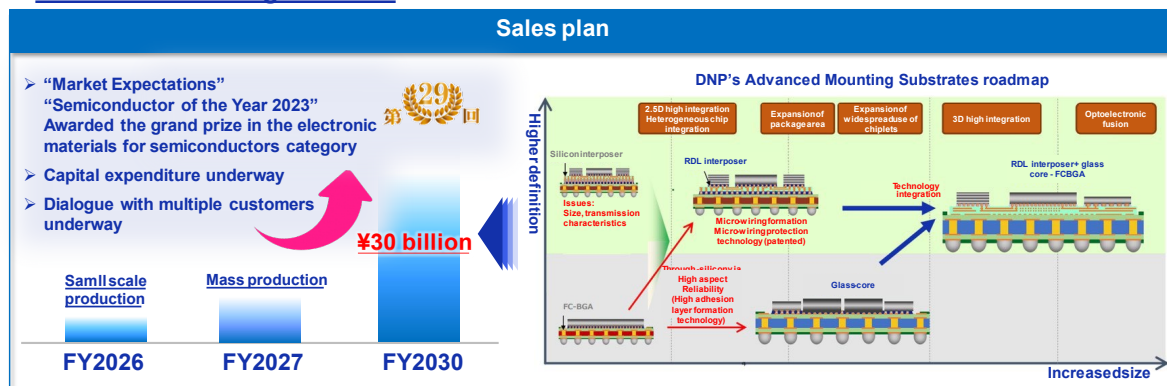 Sales plan
➢ “Market Expectations”
“Semiconductor of the Year 2023”
Awarded the grand prize in the electronic
materials for semiconductors category
➢ Capital expenditure underway
➢ Dialogue with multiple customers
underway
第29回
¥30 billion
Samll scale
production
Mass production
FY2026
FY2027
FY2030
DNP’s Advanced Mounting Substrates roadmap
Higher definition
2.5D high integration
Heterogeneous chip
integration
Expansion of
package area
Expansion of
widespread use of
chiplets
3D high integration
Optoelectronic
fusion
Silicon interposer
Issues:
Size, transmission
characteristics
RDL interposer
Micro wiring formation
Micro wiring protection
technology (patented)
Technology
integration
RDL interposer + glass
core - FCBGA
FC-BGA
High aspect
Reliability
(High adhesion
layer formation
technology)
Glass core
Increased size